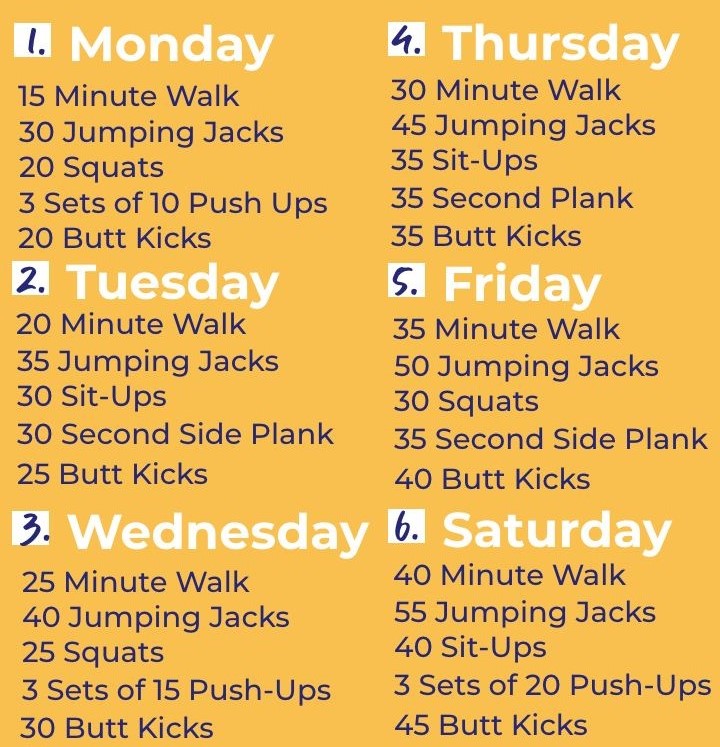 1. Monday
15 Minute Walk
30 Jumping Jacks
20 Squats
3 Sets of 10 Push Ups
20 Butt Kicks
2. Tuesday
20 Minute Walk
35 Jumping Jacks
30 Sit-Ups
30 Second Side Plank
25 Butt Kicks
3. Wednesday
25 Minute Walk
40 Jumping Jacks
25 Squats
3 Sets of 15 Push-Ups
30 Butt Kicks
4. Thursday
30 Minute Walk
45 Jumping Jacks
35 Sit-Ups
35 Second Plank
35 Butt Kicks
5. Friday
35 Minute Walk
50 Jumping Jacks
30 Squats
35 Second Side Plank
40 Butt Kicks
6. Saturday
40 Minute Walk
55 Jumping Jacks
40 Sit-Ups
3 Sets of 20 Push-Ups
45 Butt Kicks